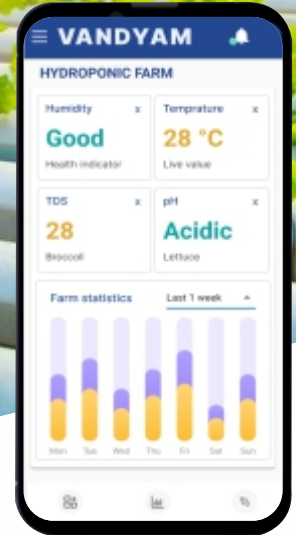 VANDYAM
HYDROPONIC FARM
Humidity x
Good
Health indicator
Temprature x
28 °C
Live value
TDS x
28
Broccoli
pH x
Acidic
Lettuce
Farm statistics Last 1 week
Mon Tue Wed Thu Fri Sat Sun